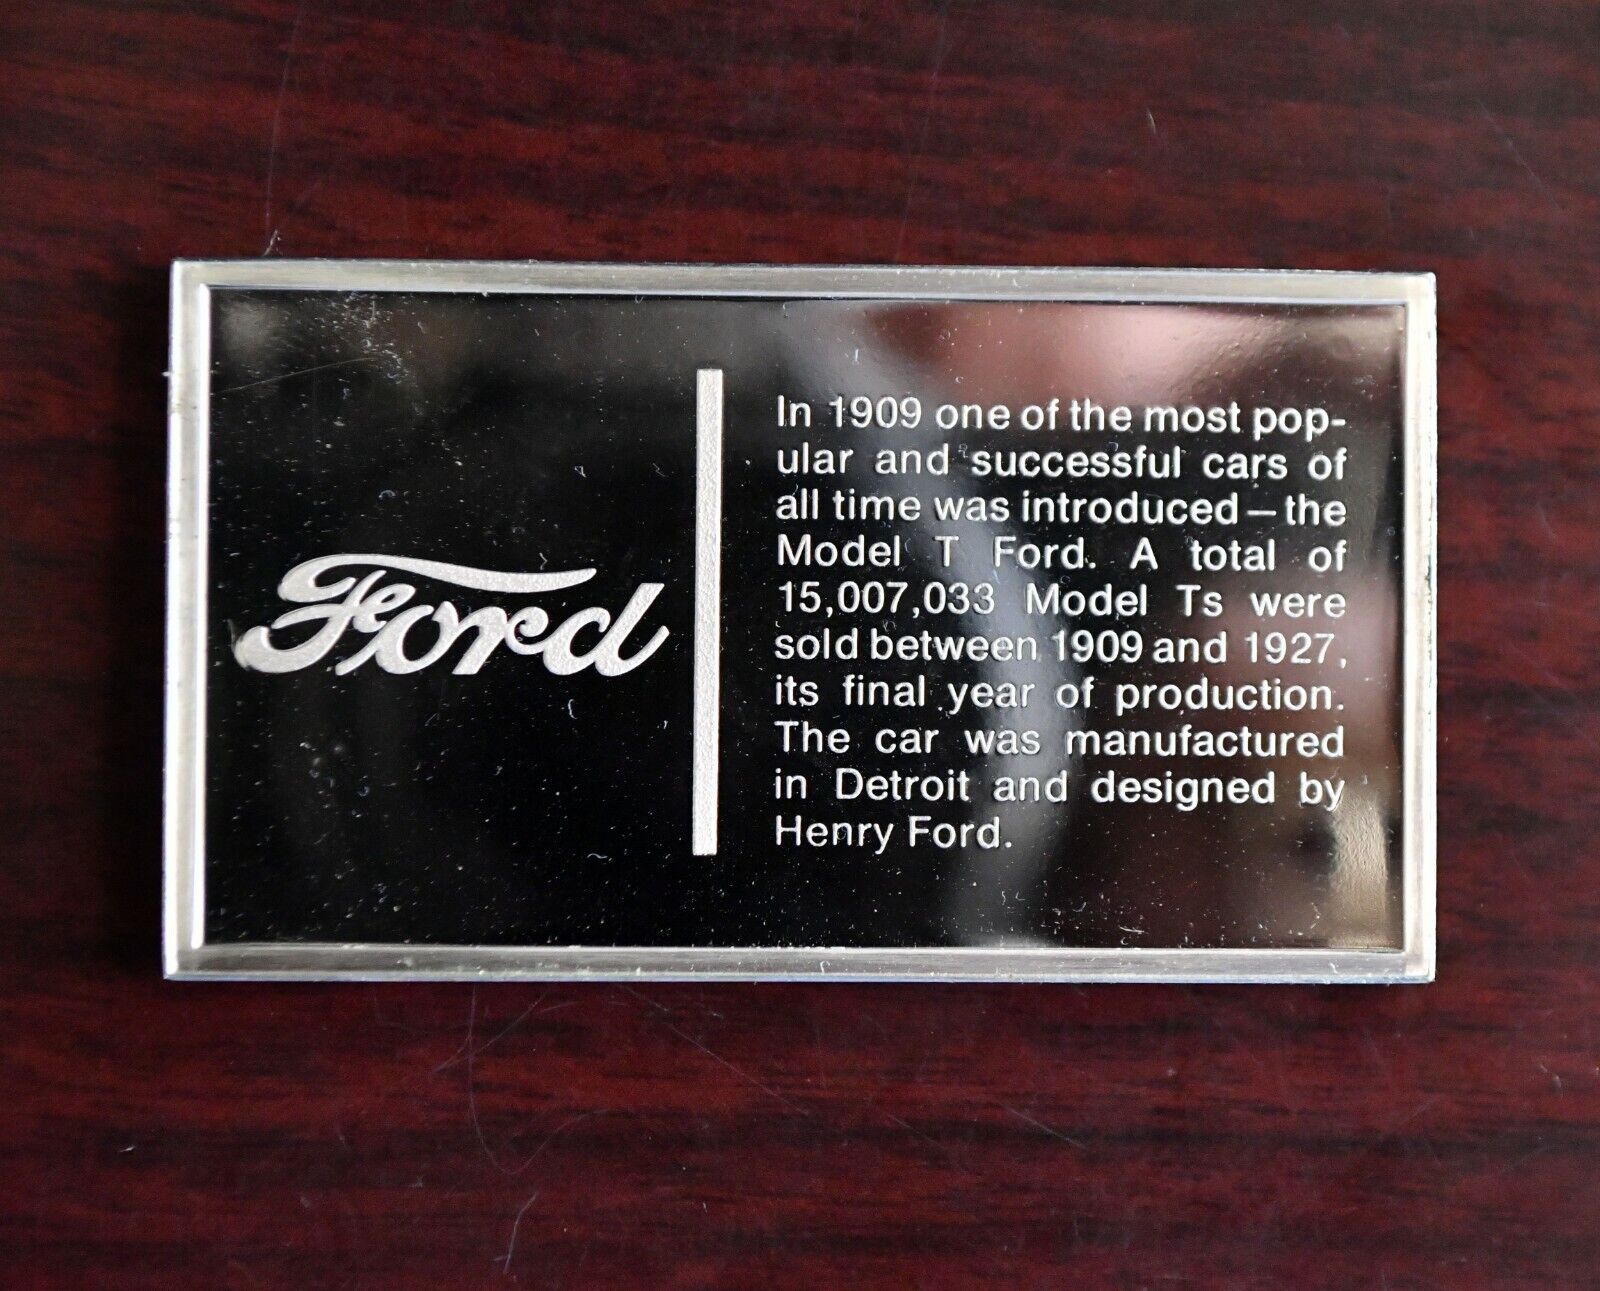 Ford
In 1909 one of the most pop-
ular and successful cars of
all time was introduced—the
Model T Ford. A total of
15,007,033 Model Ts were
sold between 1909 and 1927,
its final year of production.
The car was manufactured
in Detroit and designed by
Henry Ford.